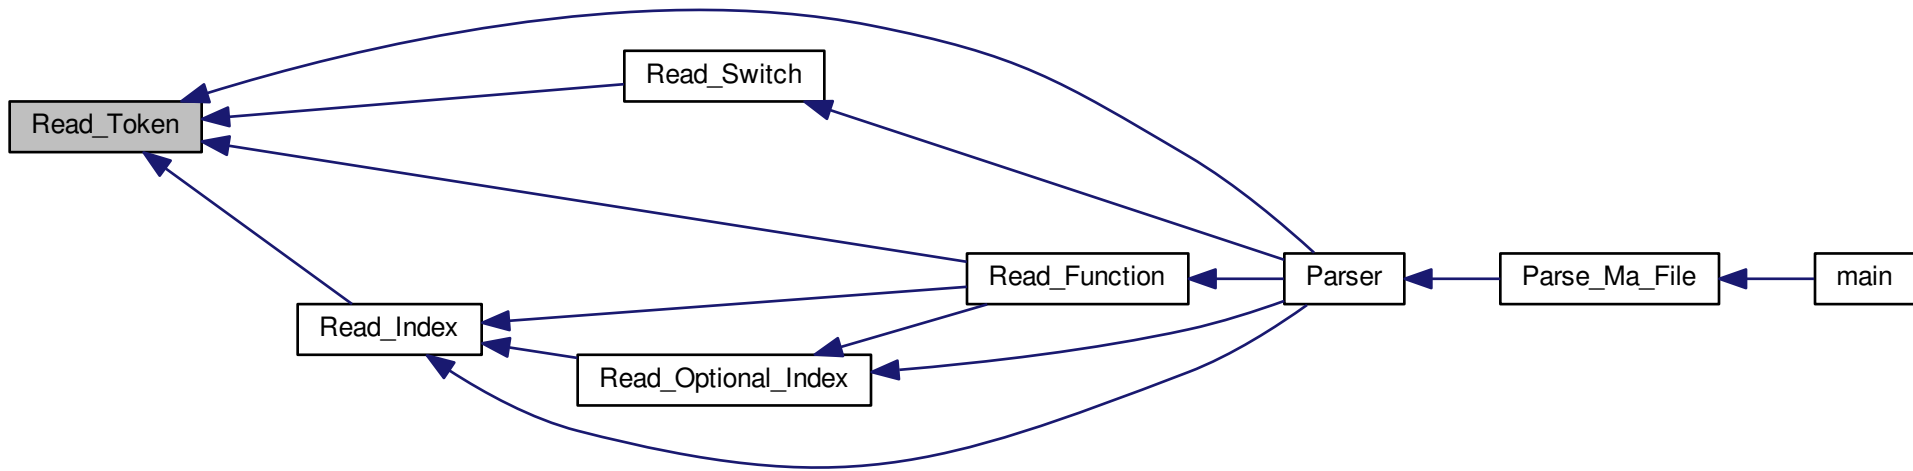 Read_Switch
Read_Token
Read_Function
Parser
Parse_Ma_File
main
Read_Index
Read_Optional_Index